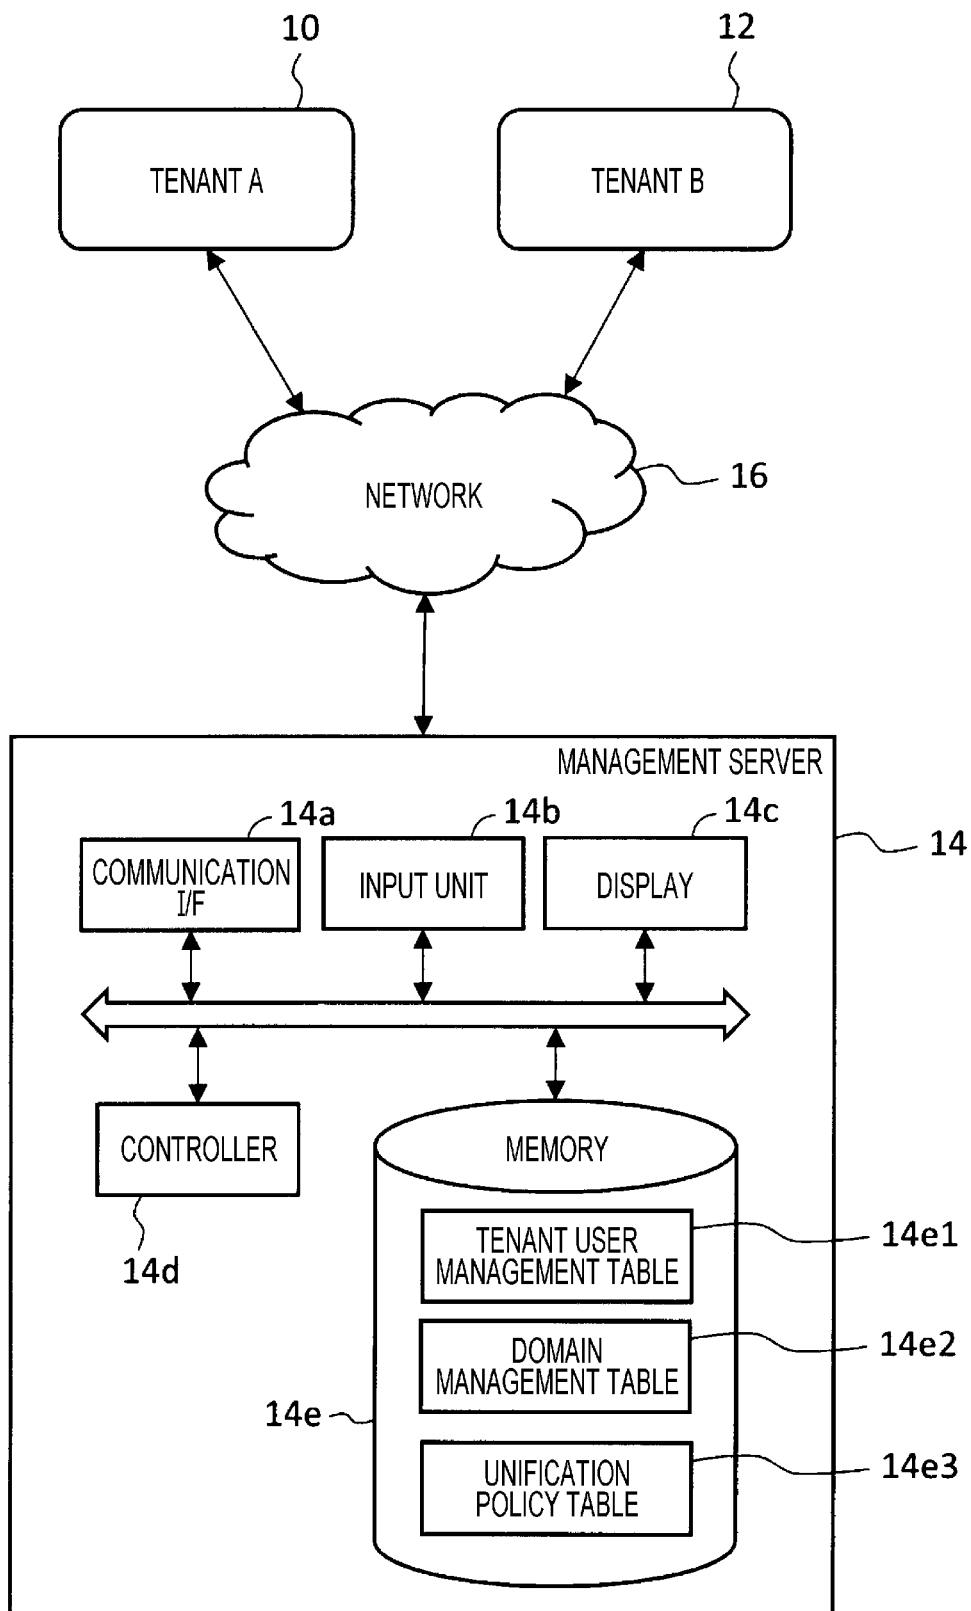 10
12
TENANT A
TENANT B
NETWORK
16
MANAGEMENT SERVER
14a
14b
14c
14
COMMUNICATION
I/F
INPUT UNIT
DISPLAY
CONTROLLER
14d
MEMORY
TENANT USER
MANAGEMENT TABLE
14e1
DOMAIN
MANAGEMENT TABLE
14e2
14e
UNIFICATION
POLICY TABLE
14e3